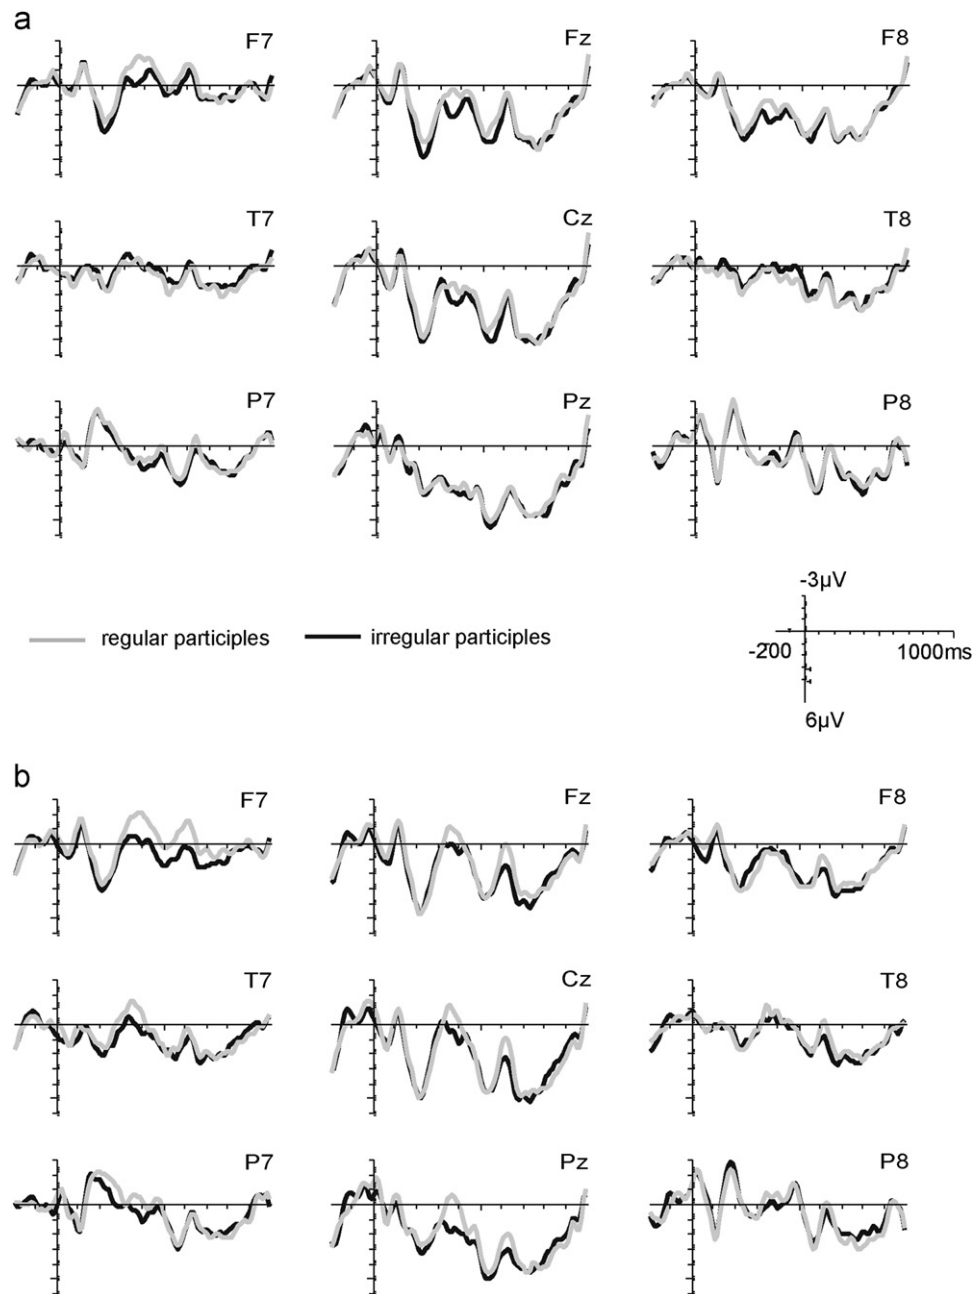 a
F7 Fz F8
T7 Cz T8
P7 Pz P8
-3µV
regular participles irregular participles
-200 1000ms
6µV
b
F7 Fz F8
T7 Cz T8
P7 Pz P8